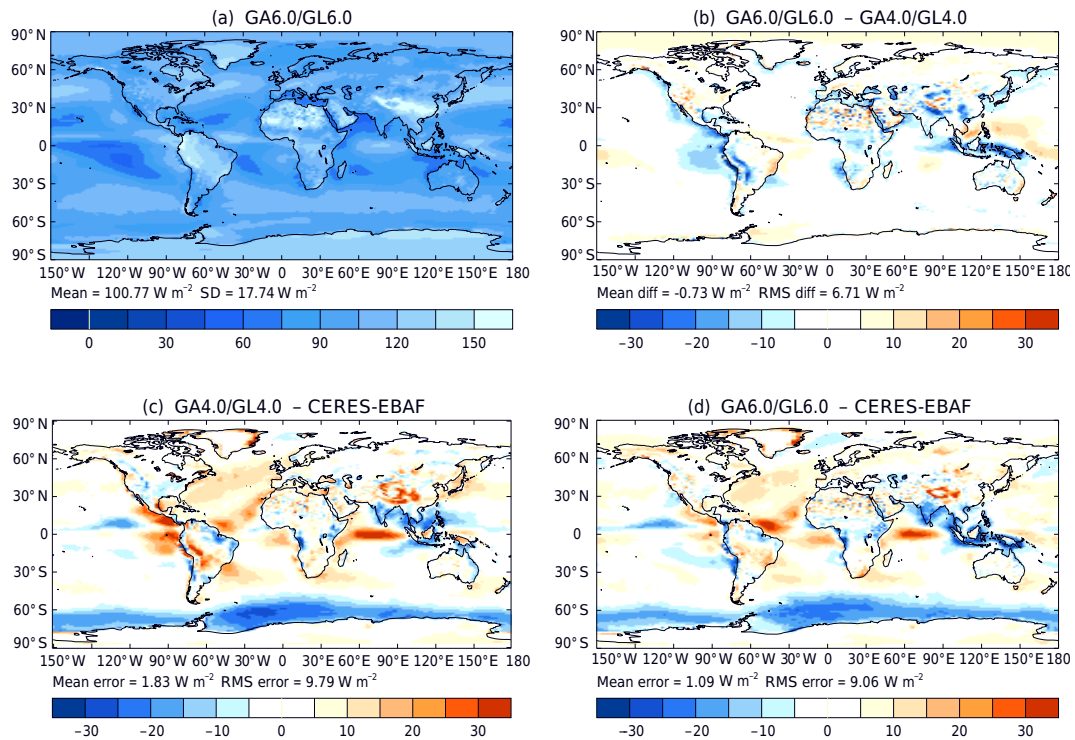 (a) GA6.0/GL6.0
90° N
60° N
30° N
0
30° S
60° S
90° S
150°W 120°W 90°W 60°W 30°W 0 30°E 60°E 90°E 120°E 150°E 180
Mean = 100.77 W m⁻² SD = 17.74 W m⁻²
0 30 60 90 120 150
(b) GA6.0/GL6.0 – GA4.0/GL4.0
90° N
60° N
30° N
0
30° S
60° S
90° S
150°W 120°W 90°W 60°W 30°W 0 30°E 60°E 90°E 120°E 150°E 180
Mean diff = -0.73 W m⁻² RMS diff = 6.71 W m⁻²
−30 −20 −10 0 10 20 30
(c) GA4.0/GL4.0 – CERES-EBAF
90° N
60° N
30° N
0
30° S
60° S
90° S
150°W 120°W 90°W 60°W 30°W 0 30°E 60°E 90°E 120°E 150°E 180
Mean error = 1.83 W m⁻² RMS error = 9.79 W m⁻²
−30 −20 −10 0 10 20 30
(d) GA6.0/GL6.0 – CERES-EBAF
90° N
60° N
30° N
0
30° S
60° S
90° S
150°W 120°W 90°W 60°W 30°W 0 30°E 60°E 90°E 120°E 150°E 180
Mean error = 1.09 W m⁻² RMS error = 9.06 W m⁻²
−30 −20 −10 0 10 20 30